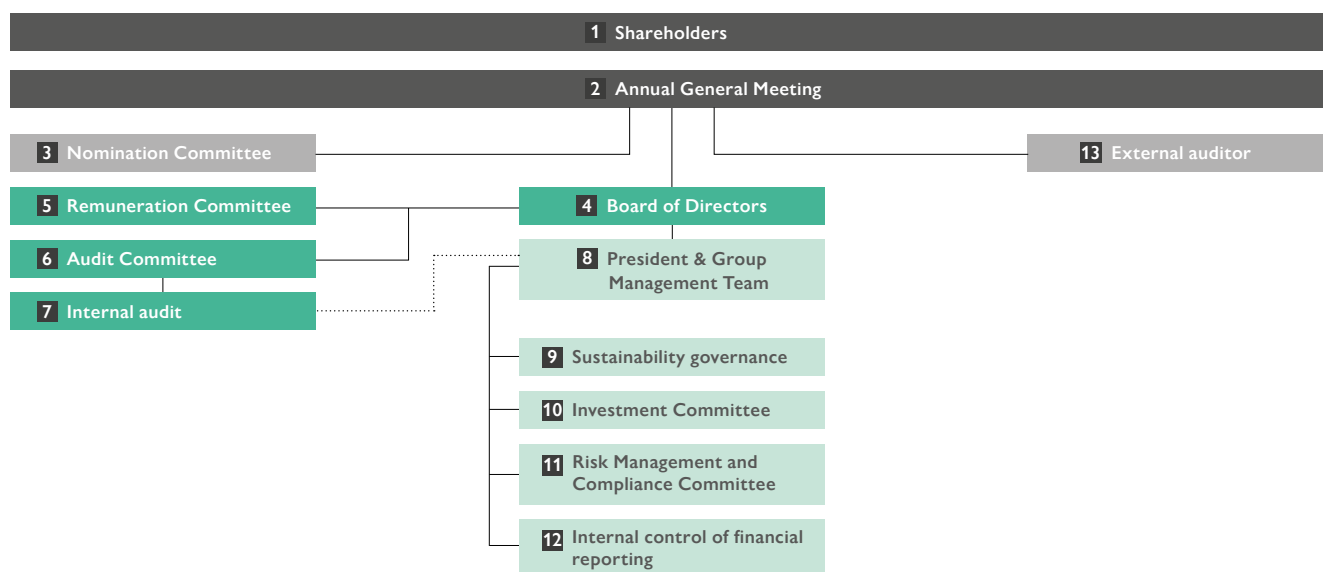 1 Shareholders
2 Annual General Meeting
3 Nomination Committee
13 External auditor
5 Remuneration Committee
4 Board of Directors
6 Audit Committee
8 President & Group
Management Team
7 Internal audit
9 Sustainability governance
10 Investment Committee
11 Risk Management and
Compliance Committee
12 Internal control of financial
reporting